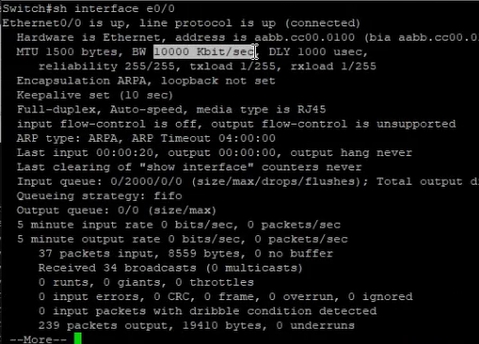 Switch#sh interface e0/0
Ethernet0/0 is up, line protocol is up (connected)
Hardware is Ethernet, address is aabb.cc00.0100 (bia aabb.cc00.0
MTU 1500 bytes, BW 10000 Kbit/sec, DLY 1000 usec,
reliability 255/255, txload 1/255, rxload 1/255
Encapsulation ARPA, loopback not set
Keepalive set (10 sec)
Full-duplex, Auto-speed, media type is RJ45
input flow-control is off, output flow-control is unsupported
ARP type: ARPA, ARP Timeout 04:00:00
Last input 00:00:20, output 00:00:00, output hang never
Last clearing of "show interface" counters never
Input queue: 0/2000/0/0 (size/max/drops/flushes); Total output d
Queueing strategy: fifo
Output queue: 0/0 (size/max)
5 minute input rate 0 bits/sec, 0 packets/sec
5 minute output rate 0 bits/sec, 0 packets/sec
37 packets input, 8559 bytes, 0 no buffer
Received 34 broadcasts (0 multicasts)
0 runts, 0 giants, 0 throttles
0 input errors, 0 CRC, 0 frame, 0 overrun, 0 ignored
0 input packets with dribble condition detected
239 packets output, 19410 bytes, 0 underruns
--More--